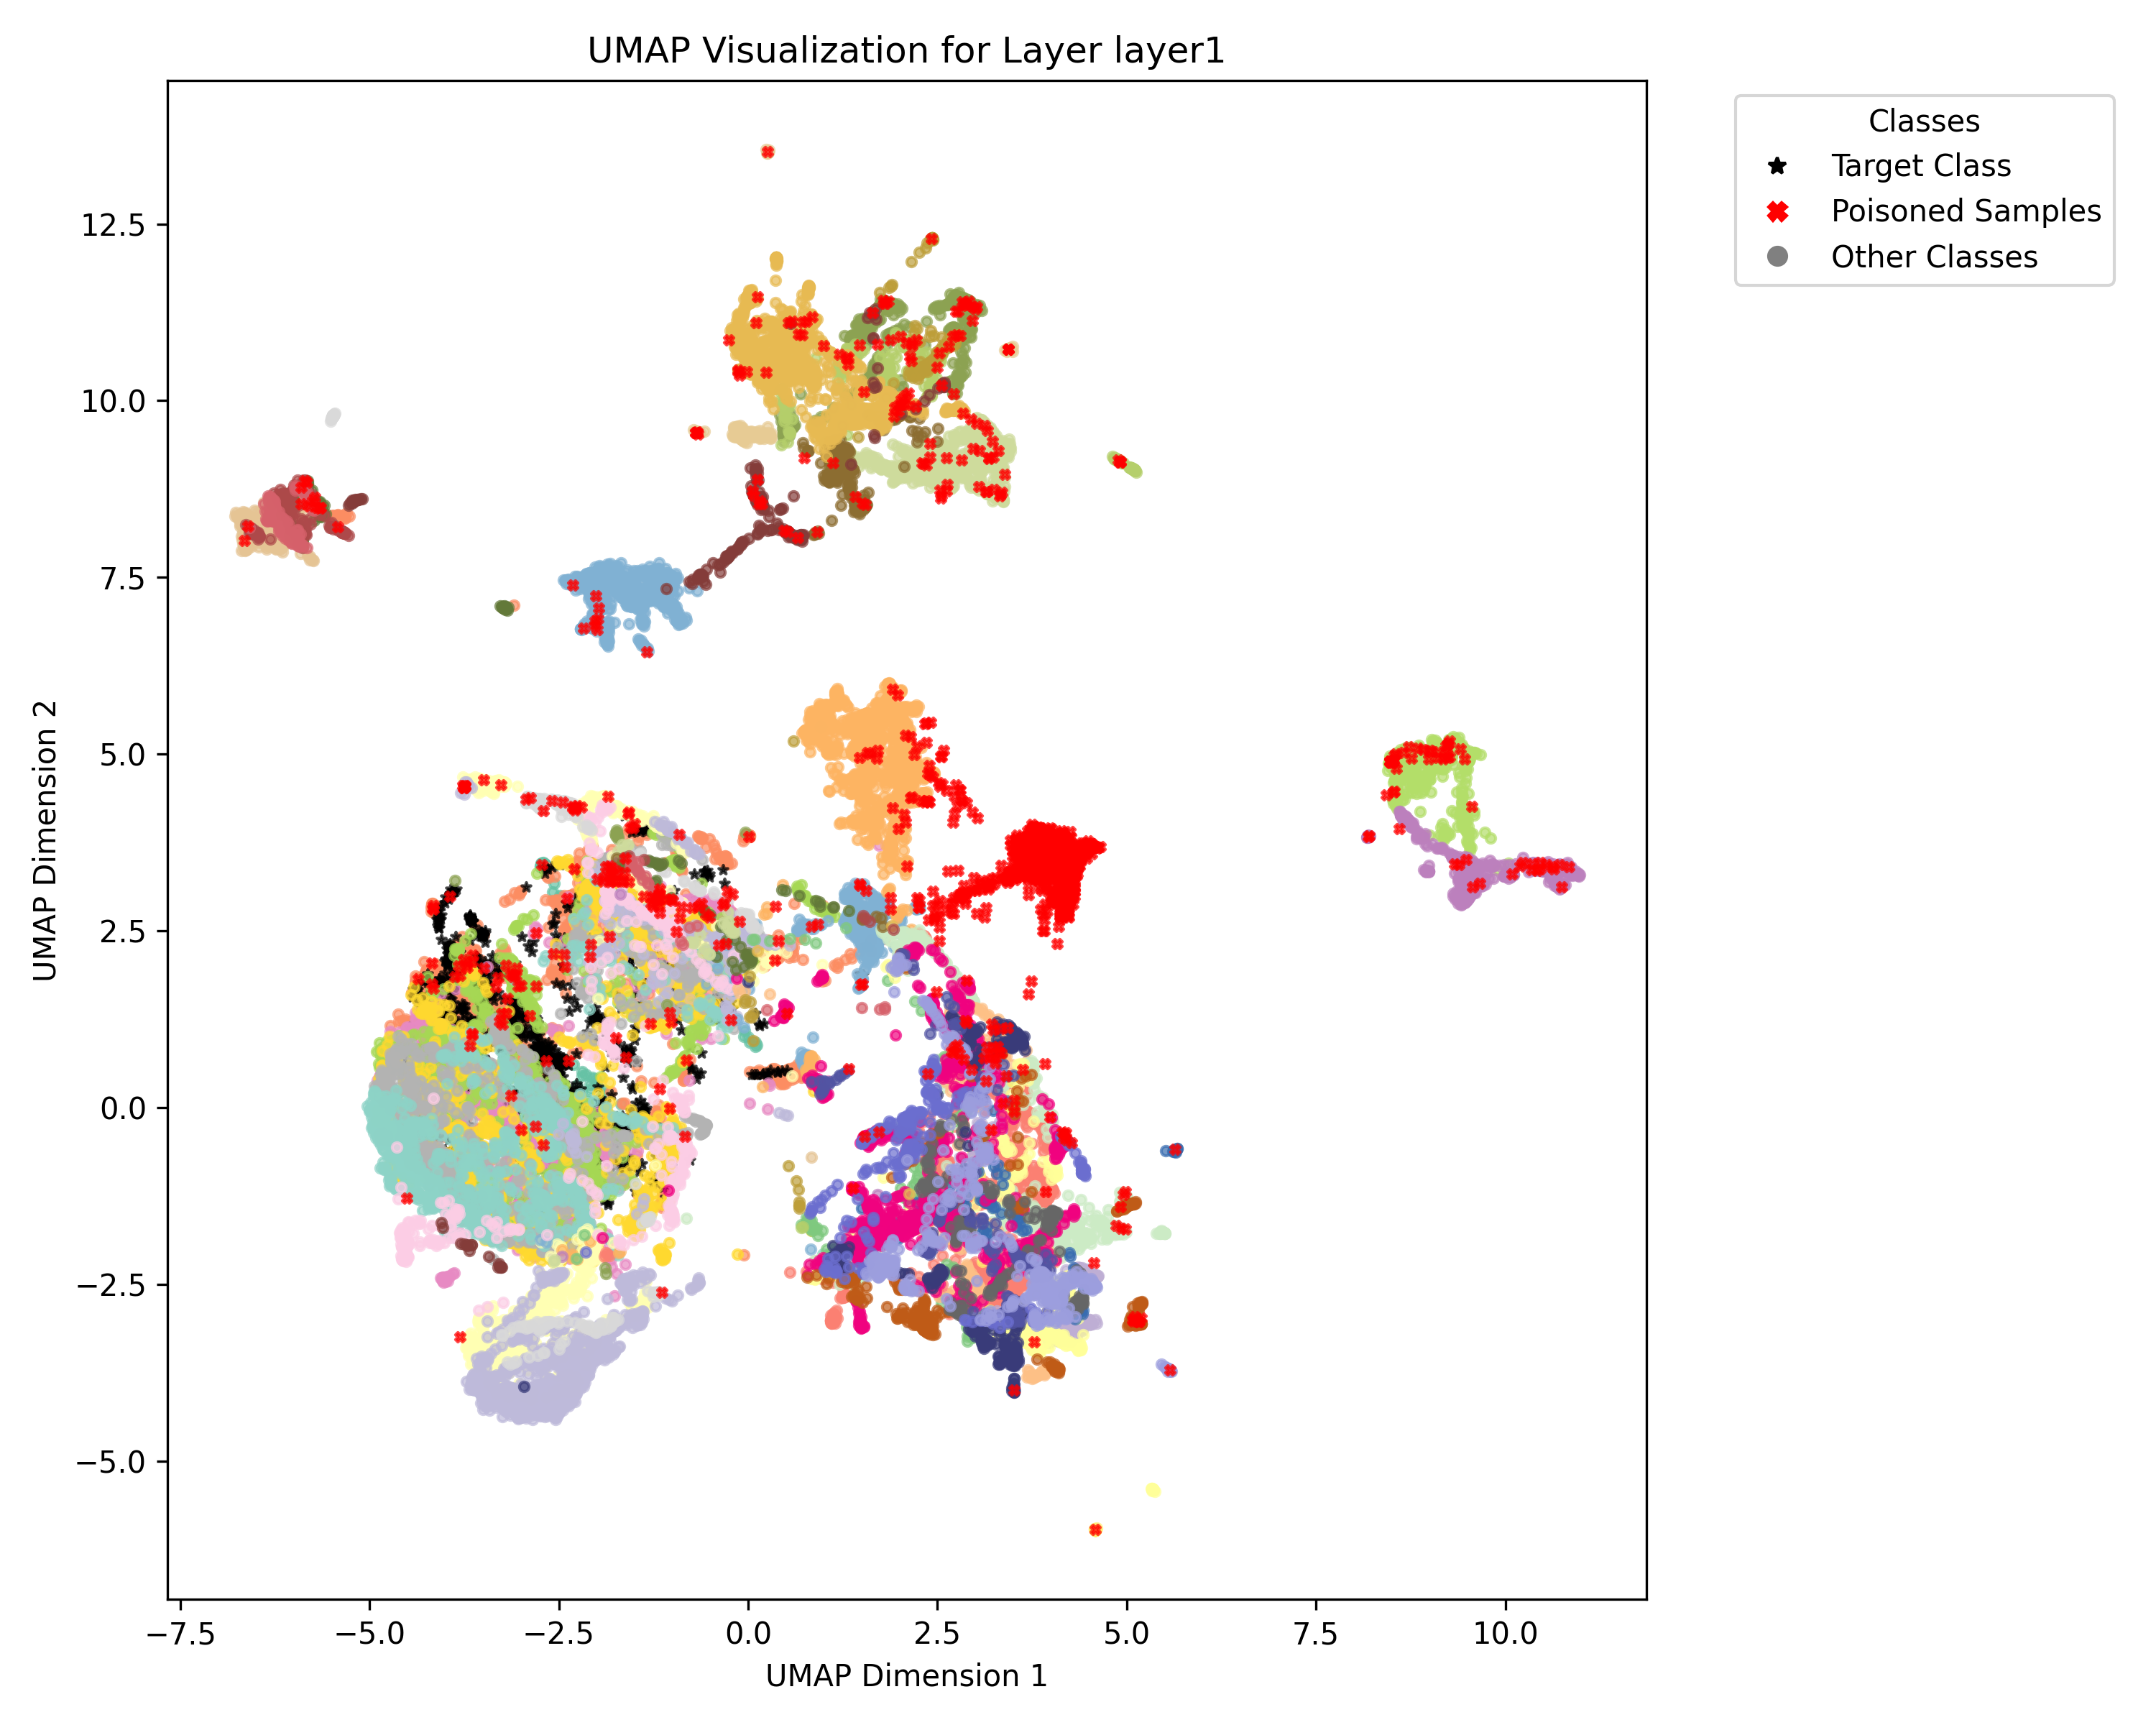 UMAP Visualization for Layer layer1
Classes
Target Class
Poisoned Samples
Other Classes
12.5
10.0
7.5
5.0
2.5
0.0
−2.5
−5.0
UMAP Dimension 2
−7.5
−5.0
−2.5
0.0
2.5
5.0
7.5
10.0
UMAP Dimension 1